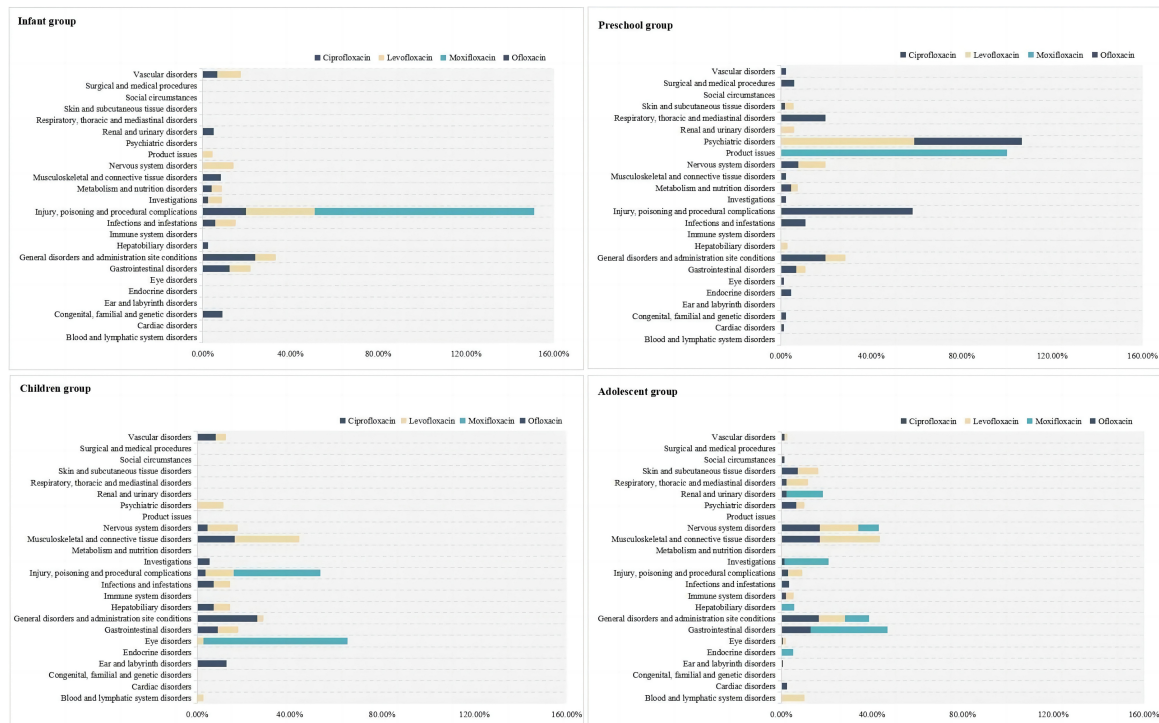 Infant group
Ciprofloxacin Levofloxacin Moxifloxacin Ofloxacin
Vascular disorders
Surgical and medical procedures
Social circumstances
Skin and subcutaneous tissue disorders
Respiratory, thoracic and mediastinal disorders
Renal and urinary disorders
Psychiatric disorders
Product issues
Nervous system disorders
Musculoskeletal and connective tissue disorders
Metabolism and nutrition disorders
Investigations
Injury, poisoning and procedural complications
Infections and infestations
Immune system disorders
Hepatobiliary disorders
General disorders and administration site conditions
Gastrointestinal disorders
Eye disorders
Endocrine disorders
Ear and labyrinth disorders
Congenital, familial and genetic disorders
Cardiac disorders
Blood and lymphatic system disorders
0.00% 40.00% 80.00% 120.00% 160.00%
Preschool group
Ciprofloxacin Levofloxacin Moxifloxacin Ofloxacin
Vascular disorders
Surgical and medical procedures
Social circumstances
Skin and subcutaneous tissue disorders
Respiratory, thoracic and mediastinal disorders
Renal and urinary disorders
Psychiatric disorders
Product issues
Nervous system disorders
Musculoskeletal and connective tissue disorders
Metabolism and nutrition disorders
Investigations
Injury, poisoning and procedural complications
Infections and infestations
Immune system disorders
Hepatobiliary disorders
General disorders and administration site conditions
Gastrointestinal disorders
Eye disorders
Endocrine disorders
Ear and labyrinth disorders
Congenital, familial and genetic disorders
Cardiac disorders
Blood and lymphatic system disorders
0.00% 40.00% 80.00% 120.00% 160.00%
Children group
Ciprofloxacin Levofloxacin Moxifloxacin Ofloxacin
Vascular disorders
Surgical and medical procedures
Social circumstances
Skin and subcutaneous tissue disorders
Respiratory, thoracic and mediastinal disorders
Renal and urinary disorders
Psychiatric disorders
Product issues
Nervous system disorders
Musculoskeletal and connective tissue disorders
Metabolism and nutrition disorders
Investigations
Injury, poisoning and procedural complications
Infections and infestations
Immune system disorders
Hepatobiliary disorders
General disorders and administration site conditions
Gastrointestinal disorders
Eye disorders
Endocrine disorders
Ear and labyrinth disorders
Congenital, familial and genetic disorders
Cardiac disorders
Blood and lymphatic system disorders
0.00% 40.00% 80.00% 120.00% 160.00%
Adolescent group
Ciprofloxacin Levofloxacin Moxifloxacin Ofloxacin
Vascular disorders
Surgical and medical procedures
Social circumstances
Skin and subcutaneous tissue disorders
Respiratory, thoracic and mediastinal disorders
Renal and urinary disorders
Psychiatric disorders
Product issues
Nervous system disorders
Musculoskeletal and connective tissue disorders
Metabolism and nutrition disorders
Investigations
Injury, poisoning and procedural complications
Infections and infestations
Immune system disorders
Hepatobiliary disorders
General disorders and administration site conditions
Gastrointestinal disorders
Eye disorders
Endocrine disorders
Ear and labyrinth disorders
Congenital, familial and genetic disorders
Cardiac disorders
Blood and lymphatic system disorders
0.00% 40.00% 80.00% 120.00% 160.00%